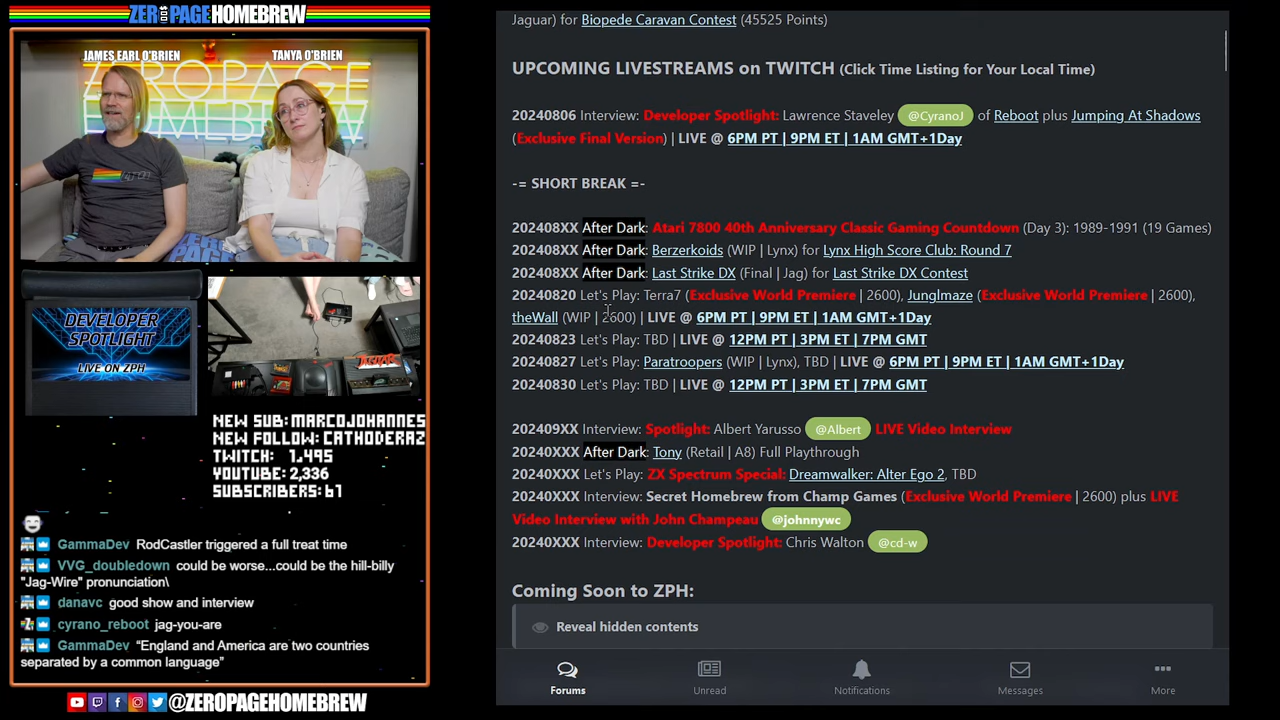 ZEROPAGEHOMEBREW
JAMES EARL O'BRIEN
TANYA O'BRIEN
DEVELOPER
SPOTLIGHT
LIVE ON ZPH
JAGUAR
NEW SUB: MARCOJOHANNES
NEW FOLLOW: CATHODERAZ
TWITCH: 1,495
YOUTUBE: 2,336
SUBSCRIBERS: 61
GammaDev RodCastler triggered a full treat time
VVG_doubledown could be worse...could be the hill-billy
"Jag-Wire" pronunciation\
danavc good show and interview
cyrano_reboot jag-you-are
GammaDev "England and America are two countries
separated by a common language"
@ZEROPAGEHOMEBREW
Jaguar) for Biopede Caravan Contest (45525 Points)
UPCOMING LIVESTREAMS on TWITCH (Click Time Listing for Your Local Time)
20240806 Interview: Developer Spotlight: Lawrence Staveley @CyranoJ of Reboot plus Jumping At Shadows
(Exclusive Final Version) | LIVE @ 6PM PT | 9PM ET | 1AM GMT+1Day
-= SHORT BREAK =-
202408XX After Dark: Atari 7800 40th Anniversary Classic Gaming Countdown (Day 3): 1989-1991 (19 Games)
202408XX After Dark: Berzerkoids (WIP | Lynx) for Lynx High Score Club: Round 7
202408XX After Dark: Last Strike DX (Final | Jag) for Last Strike DX Contest
20240820 Let's Play: Terra7 (Exclusive World Premiere | 2600), Junglmaze (Exclusive World Premiere | 2600),
theWall (WIP | 2600) | LIVE @ 6PM PT | 9PM ET | 1AM GMT+1Day
20240823 Let's Play: TBD | LIVE @ 12PM PT | 3PM ET | 7PM GMT
20240827 Let's Play: Paratroopers (WIP | Lynx), TBD | LIVE @ 6PM PT | 9PM ET | 1AM GMT+1Day
20240830 Let's Play: TBD | LIVE @ 12PM PT | 3PM ET | 7PM GMT
202409XX Interview: Spotlight: Albert Yarusso @Albert LIVE Video Interview
20240XXX After Dark: Tony (Retail | A8) Full Playthrough
20240XXX Let's Play: ZX Spectrum Special: Dreamwalker: Alter Ego 2, TBD
20240XXX Interview: Secret Homebrew from Champ Games (Exclusive World Premiere | 2600) plus LIVE
Video Interview with John Champeau @johnnywc
20240XXX Interview: Developer Spotlight: Chris Walton @cd-w
Coming Soon to ZPH:
Reveal hidden contents
Forums
Unread
Notifications
Messages
More